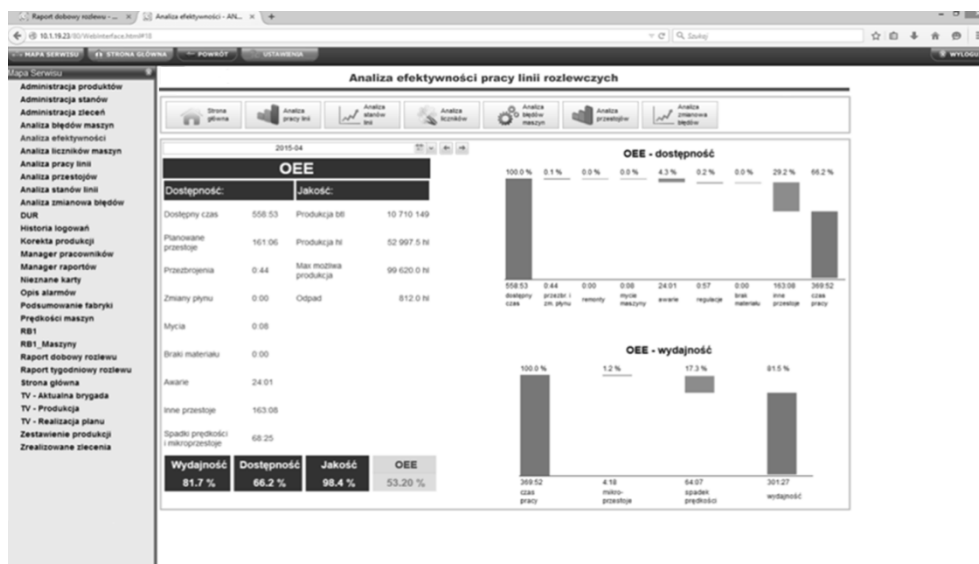 Raport dobowy rozlewu - ...
Analiza efektywności - AN...
10.1.19.23/80/WebInterface.html#18
Szukaj
MAPA SERWISU
STRONA GŁÓWNA
POWRÓT
USTAWIENIA
WYLOGU
Mapa Serwisu
Administracja produktów
Administracja stanów
Administracja zleceń
Analiza błędów maszyn
Analiza efektywności
Analiza liczników maszyn
Analiza pracy linii
Analiza przestojów
Analiza stanów linii
Analiza zmianowa błędów
DUR
Historia logowań
Korekta produkcji
Manager pracowników
Manager raportów
Nieznane karty
Opis alarmów
Podsumowanie fabryki
Prędkości maszyn
RB1
RB1_Maszyny
Raport dobowy rozlewu
Raport tygodniowy rozlewu
Strona główna
TV - Aktualna brygada
TV - Produkcja
TV - Realizacja planu
Zestawienie produkcji
Zrealizowane zlecenia
Analiza efektywności pracy linii rozlewczych
Strona główna
Analiza pracy linii
Analiza stanów linii
Analiza liczników
Analiza błędów maszyn
Analiza przestojów
Analiza zmianowa błędów
2015-04
OEE
Dostępność: Jakość:
Dostępny czas 558:53 Produkcja btl 10 710 149
Planowane przestoje 161:06 Produkcja hl 52 997.5 hl
Przezbrojenia 0:44 Max możliwa produkcja 99 620.0 hl
Zmiany płynu 0:00 Odpad 812.0 hl
Mycia 0:08
Braki materiału 0:00
Awarie 24:01
Inne przestoje 163:08
Spadki prędkości i mikroprzestoje 68:25
Wydajność Dostępność Jakość OEE
81.7 % 66.2 % 98.4 % 53.20 %
OEE - dostępność
100.0 % 0.1 % 0.0 % 0.0 % 4.3 % 0.2 % 0.0 % 29.2 % 66.2 %
558:53 0:44 0:00 0:08 24:01 0:57 0:00 163:08 369:52
dostępny czas przezbr. i zm. płynu remonty mycie maszyny awarie regulacje brak materiału inne przestoje czas pracy
OEE - wydajność
100.0 % 1.2 % 17.3 % 81.5 %
369:52 4:18 64:07 301:27
czas pracy mikro-przestoje spadek prędkości wydajność